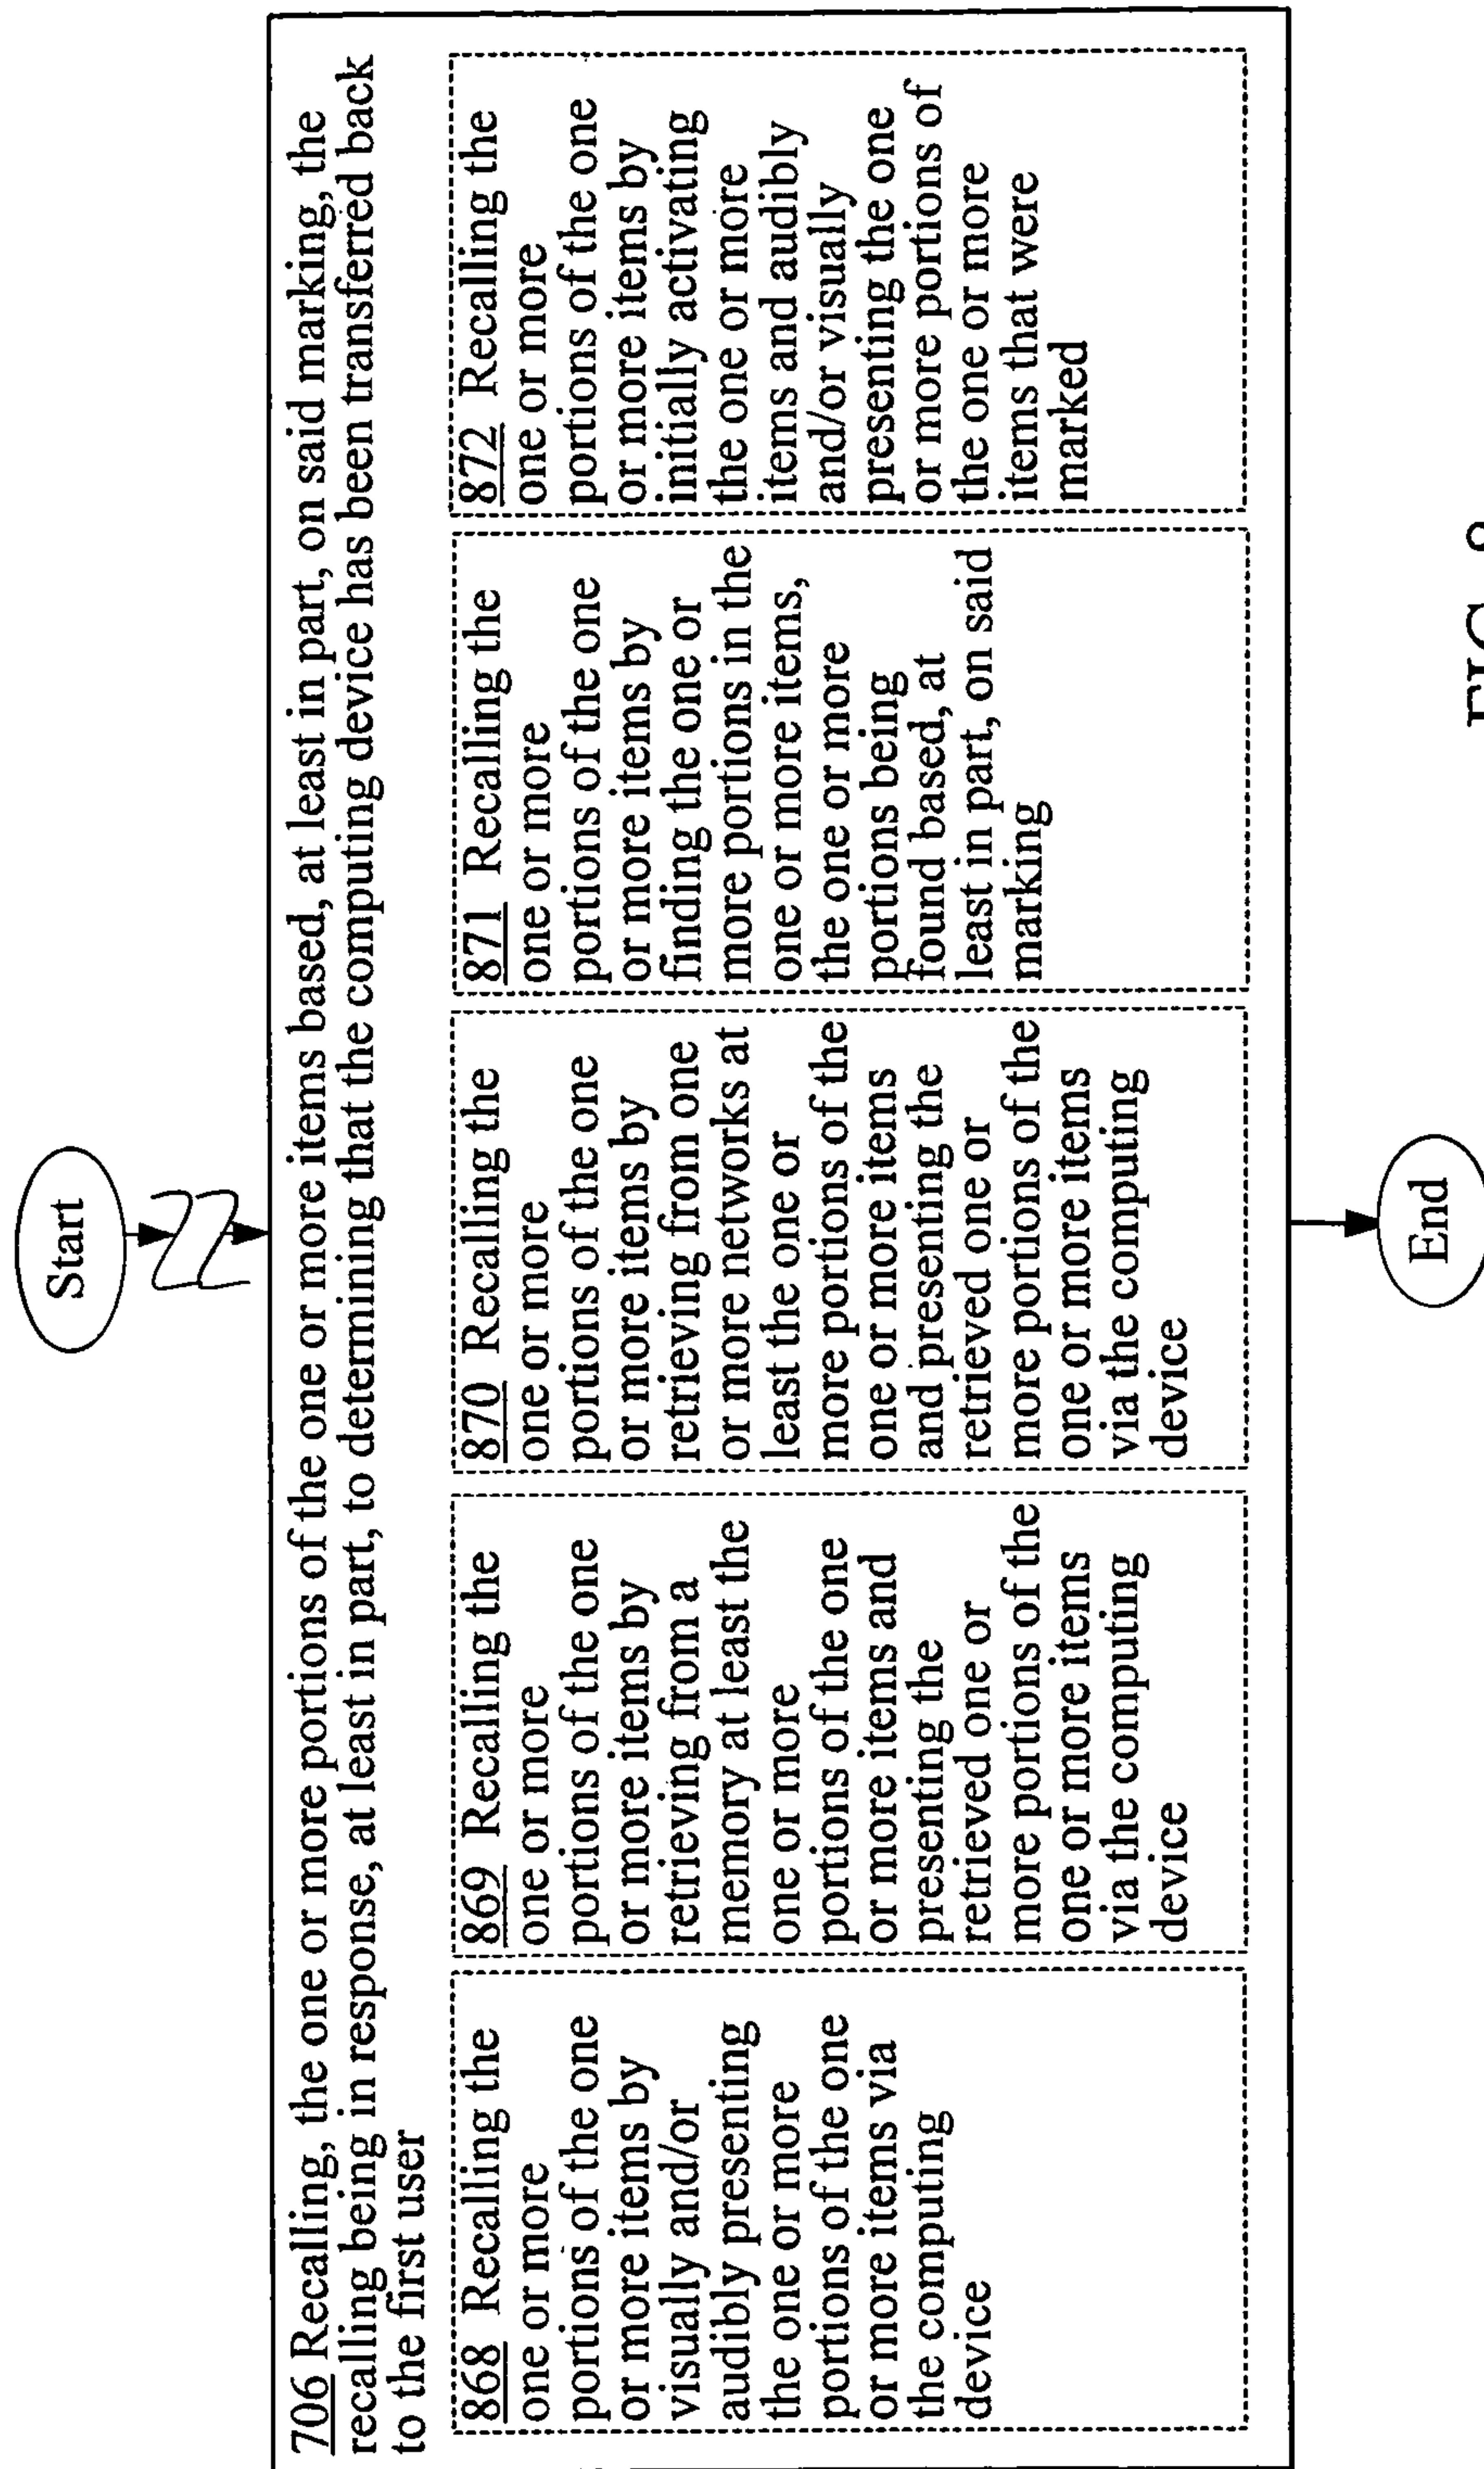 Start
706 Recalling, the one or more portions of the one or more items based, at least in part, on said marking, the
recalling being in response, at least in part, to determining that the computing device has been transferred back
to the first user
868 Recalling the
one or more
portions of the one
or more items by
visually and/or
audibly presenting
the one or more
portions of the one
or more items via
the computing
device
869 Recalling the
one or more
portions of the one
or more items by
retrieving from a
memory at least the
one or more
portions of the one
or more items and
presenting the
retrieved one or
more portions of the
one or more items
via the computing
device
870 Recalling the
one or more
portions of the one
or more items by
retrieving from one
or more networks at
least the one or
more portions of the
one or more items
and presenting the
retrieved one or
more portions of the
one or more items
via the computing
device
871 Recalling the
one or more
portions of the one
or more items by
finding the one or
more portions in the
one or more items,
the one or more
portions being
found based, at
least in part, on said
marking
872 Recalling the
one or more
portions of the one
or more items by
initially activating
the one or more
items and audibly
and/or visually
presenting the one
or more portions of
the one or more
items that were
marked
End
FIG.